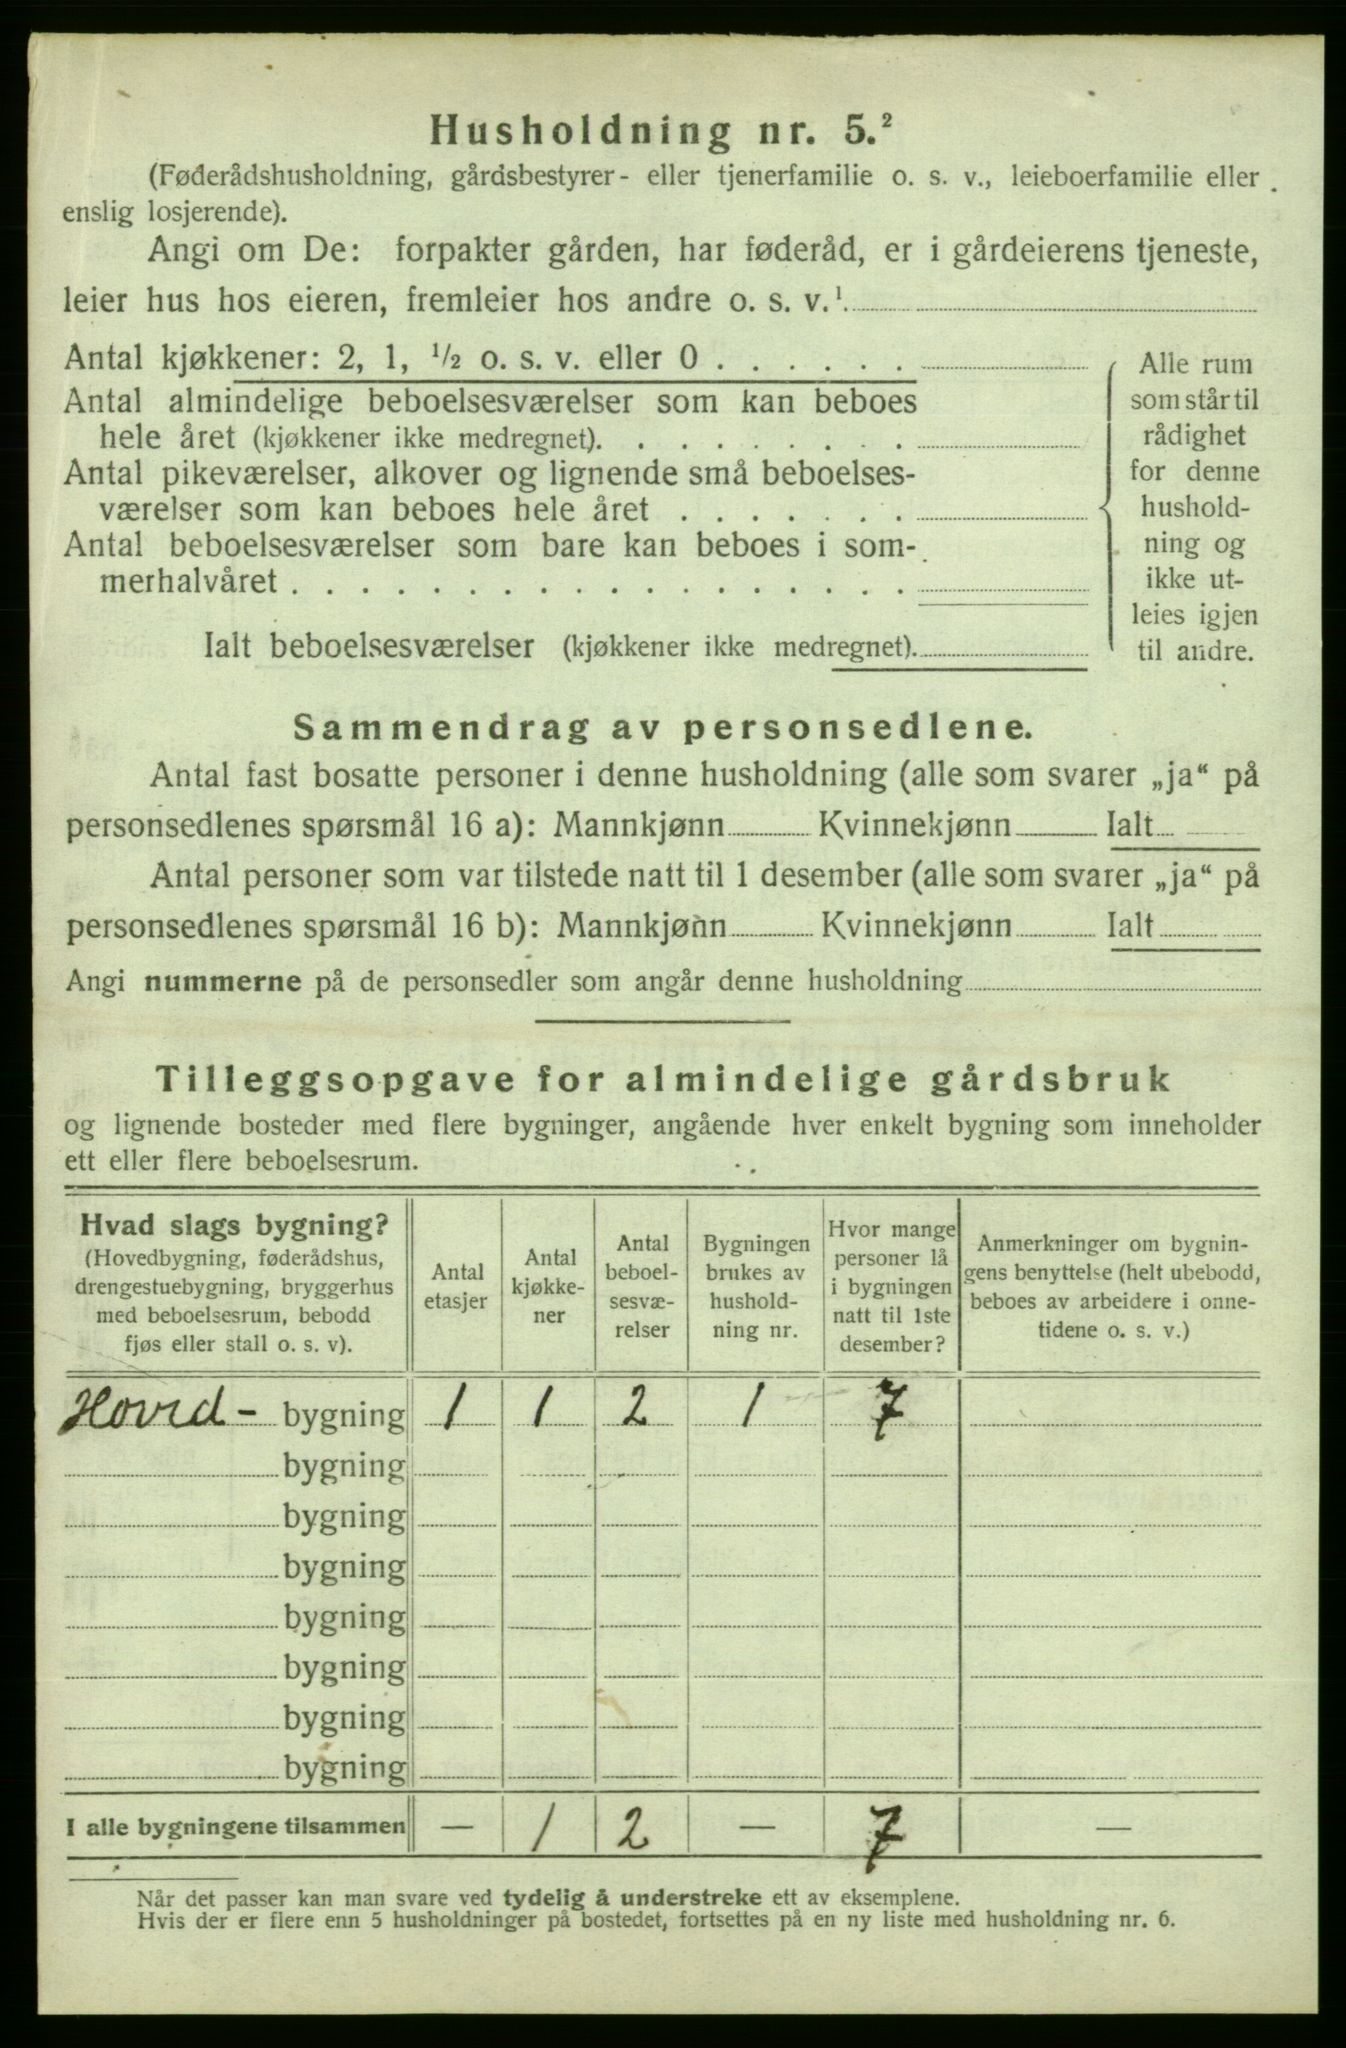 Husholdning nr. 5.²
(Føderådshusholdning, gårdsbestyrer- eller tjenerfamilie o. s. v., leieboerfamilie eller
enslig losjerende).
Angi om De: forpakter gården, har føderåd, er i gårdeierens tjeneste,
leier hus hos eieren, fremleier hos andre o. s. v.¹
Antal kjøkkener: 2, 1, ½ o. s. v. eller 0 . . . . . .
Antal almindelige beboelsesværelser som kan beboes
hele året (kjøkkener ikke medregnet). . . . . . . . .
Antal pikeværelser, alkover og lignende små beboelses-
værelser som kan beboes hele året . . . . . . .
Antal beboelsesværelser som bare kan beboes i som-
merhalvåret . . . . . . . . . . . . . . . . . .
Ialt beboelsesværelser (kjøkkener ikke medregnet).
Alle rum
som står til
rådighet
for denne
hushold-
ning og
ikke ut-
leies igjen
til andre.
Sammendrag av personsedlene.
Antal fast bosatte personer i denne husholdning (alle som svarer „ja“ på
personsedlenes spørsmål 16 a): Mannkjønn Kvinnekjønn Ialt
Antal personer som var tilstede natt til 1 desember (alle som svarer „ja“ på
personsedlenes spørsmål 16 b): Mannkjønn Kvinnekjønn Ialt
Angi nummerne på de personsedler som angår denne husholdning
Tilleggsopgave for almindelige gårdsbruk
og lignende bosteder med flere bygninger, angående hver enkelt bygning som inneholder
ett eller flere beboelsesrum.
Hvad slags bygning?
(Hovedbygning, føderådshus,
drengestuebygning, bryggerhus
med beboelsesrum, bebodd
fjøs eller stall o. s. v).
Antal
etasjer
Antal
kjøkke-
ner
Antal
beboel-
sesvæ-
relser
Bygningen
brukes av
hushold-
ning nr.
Hvor mange
personer lå
i bygningen
natt til 1ste
desember?
Anmerkninger om bygnin-
gens benyttelse (helt ubebodd,
beboes av arbeidere i onne-
tidene o. s. v.)
Hovid - bygning 1 1 2 1 7
bygning
bygning
bygning
bygning
bygning
bygning
bygning
I alle bygningene tilsammen — 1 2 — 7 —
Når det passer kan man svare ved tydelig å understreke ett av eksemplene.
Hvis der er flere enn 5 husholdninger på bostedet, fortsettes på en ny liste med husholdning nr. 6.